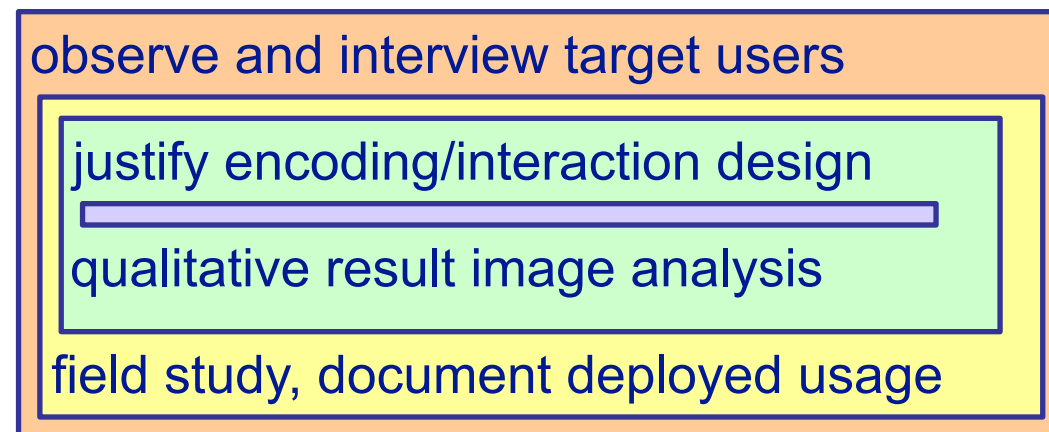 observe and interview target users
justify encoding/interaction design
qualitative result image analysis
field study, document deployed usage